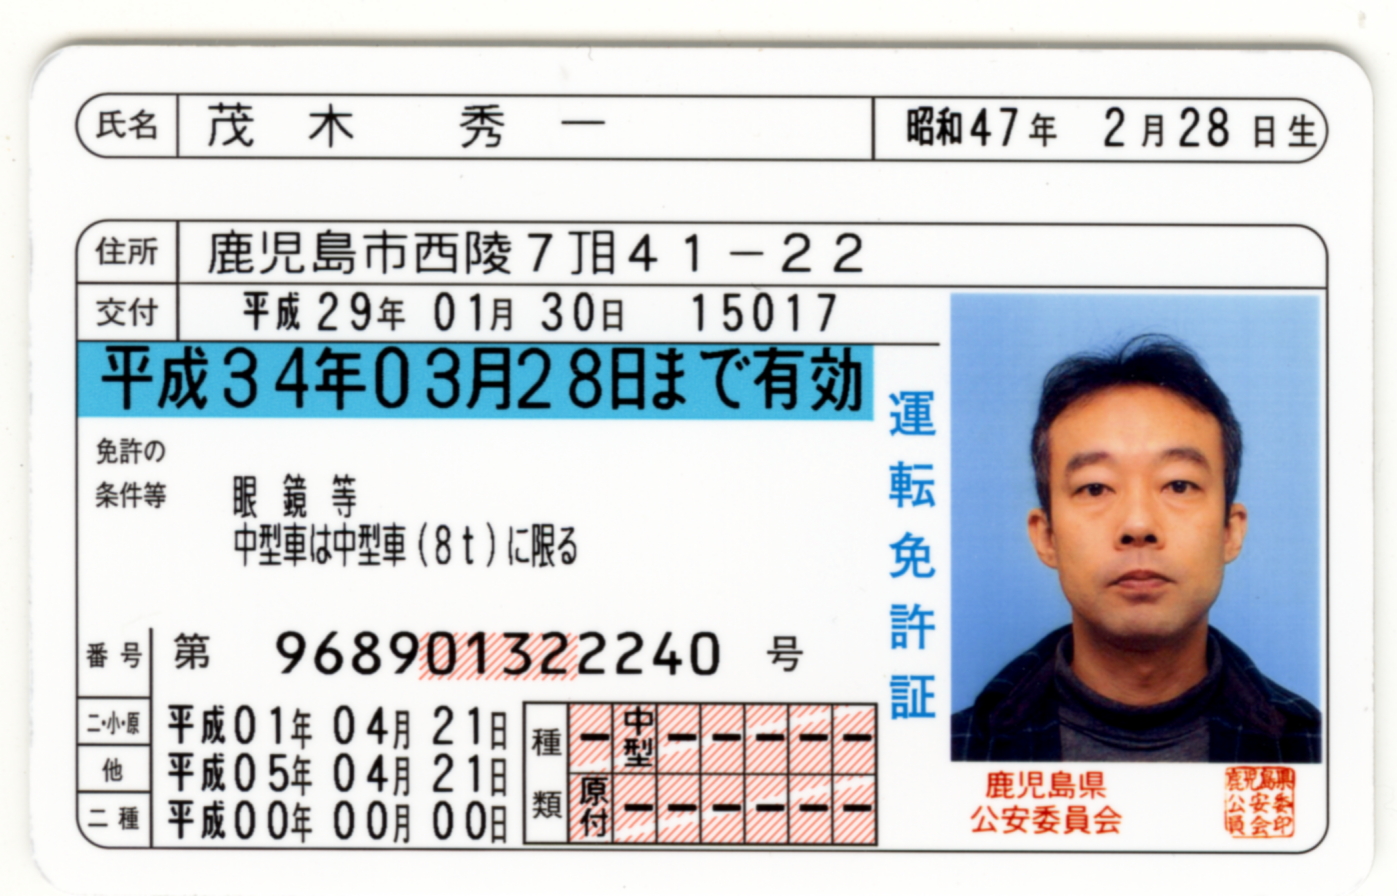 氏名 茂木 秀一 昭和47年 2月28日生
住所 鹿児島市西陵7丁目41-22
交付 平成29年 01月 30日 15017
平成34年03月28日まで有効
免許の
条件等
眼鏡等
中型車は中型車(8t)に限る
運転免許証
番号 第 968901322240 号
二・小・原 平成01年 04月 21日
他 平成05年 04月 21日
二種 平成00年 00月 00日
種類 ー 中型 ー ー ー ー ー
原付 ー ー ー ー ー ー
鹿児島県
公安委員会
鹿児島県公安委員会印